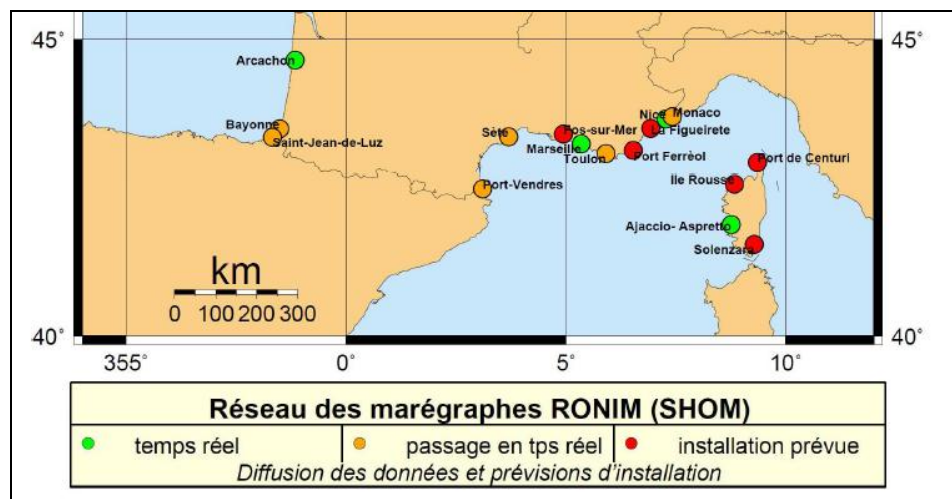 45°
45°
Arcachon
Bayonne
Saint-Jean-de-Luz
Nice
Monaco
Sète
Fos-sur-Mer
La Figueirete
Marseille
Toulon
Port Ferrèol
Port de Centuri
Port-Vendres
Ile Rousse
Ajaccio- Aspretto
Solenzara
km
0 100 200 300
40°
40°
355° 0° 5° 10°
Réseau des marégraphes RONIM (SHOM)
temps réel
passage en tps réel
installation prévue
Diffusion des données et prévisions d'installation